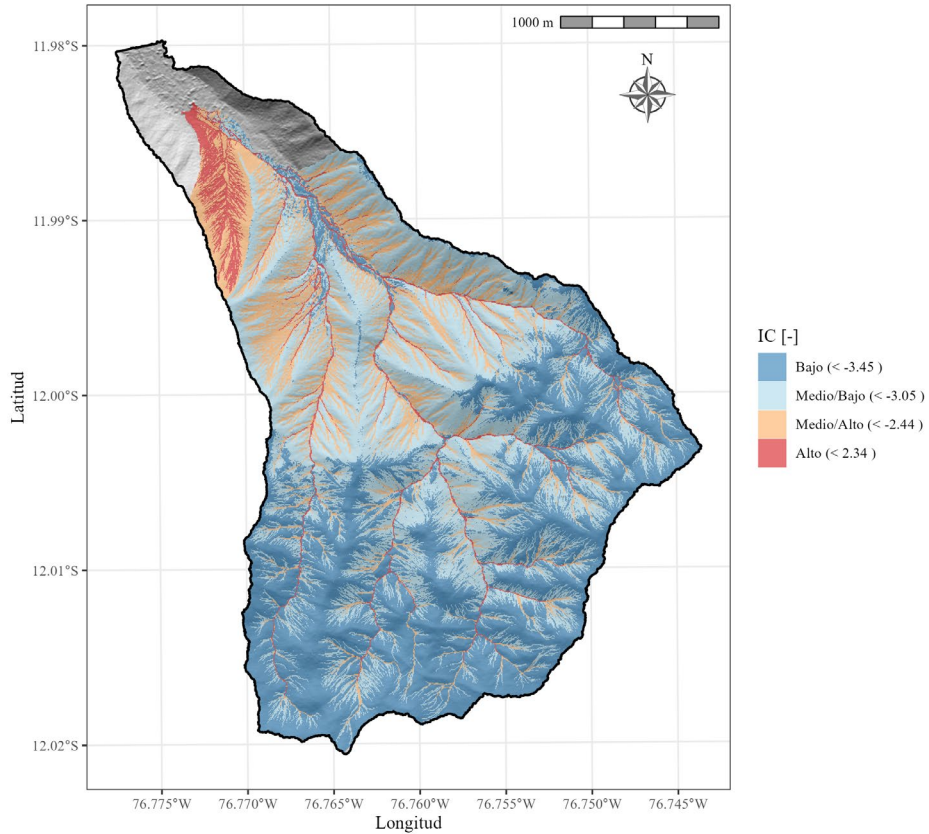 1000 m
N
11.98°S
11.99°S
12.00°S
12.01°S
12.02°S
Latitud
76.775°W 76.770°W 76.765°W 76.760°W 76.755°W 76.750°W 76.745°W
Longitud
IC [-]
Bajo (< -3.45 )
Medio/Bajo (< -3.05 )
Medio/Alto (< -2.44 )
Alto (< 2.34 )